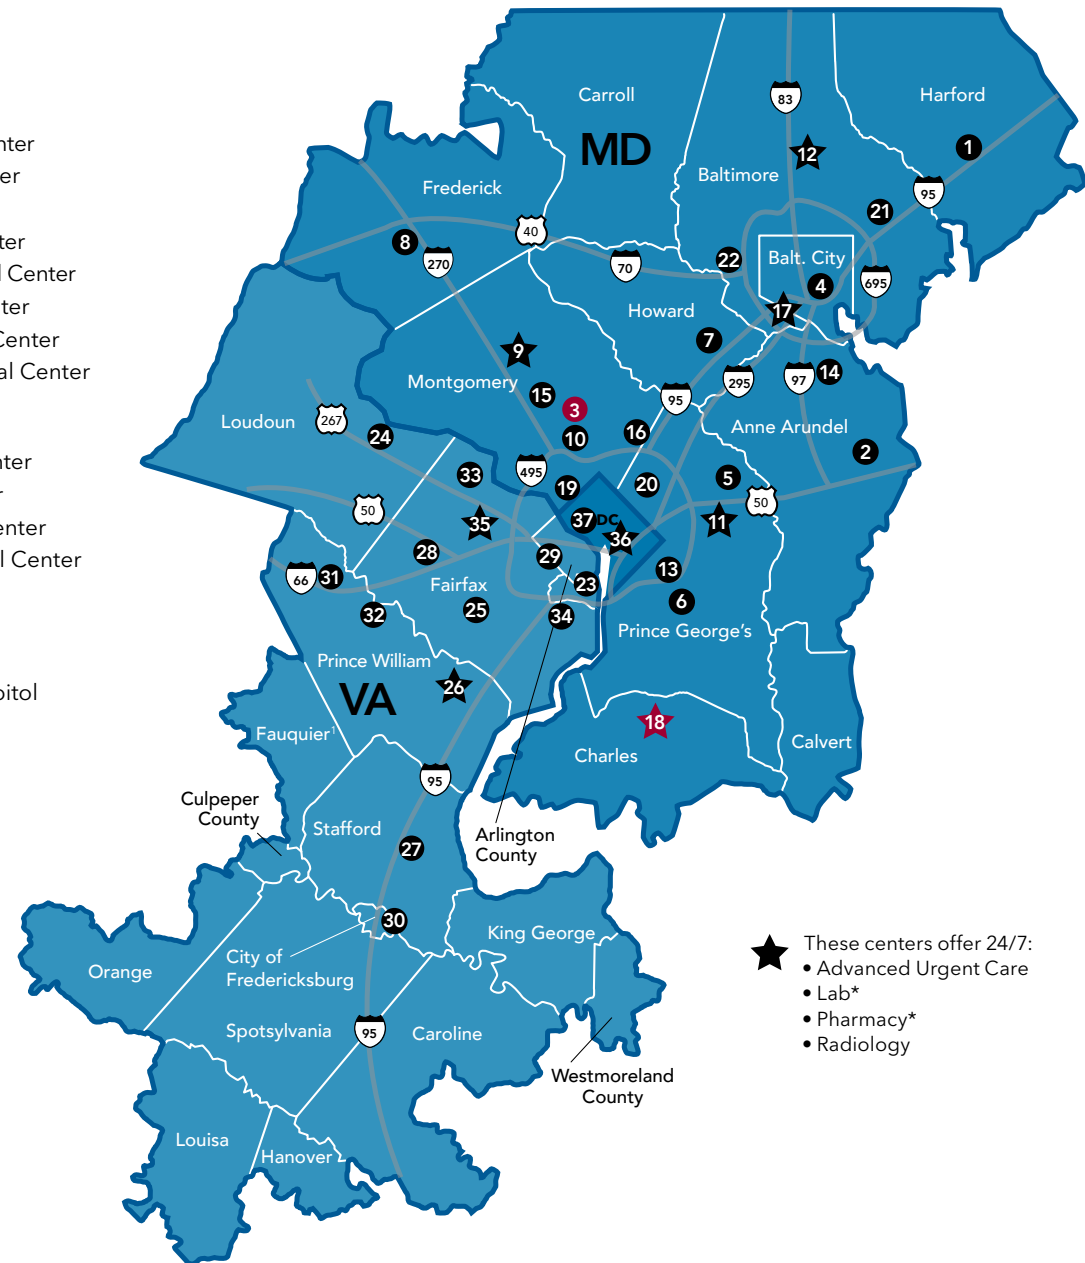 nter
er
ter
l Center
ter
Center
al Center
nter
r
enter
l Center
pitol
Carroll
83
Harford
MD
1
12
Baltimore
Frederick
95
21
40
8
22
Balt. City
270
70
4
695
Howard
17
7
9
14
Montgomery
295
97
15
95
3
Loudoun
267
Anne Arundel
24
10
16
2
33
495
5
19
20
50
50
35
37
DC
11
36
28
29
66
31
13
Fairfax
23
6
32
25
34
Prince George's
Prince William
26
VA
18
Fauquier¹
Charles
Calvert
95
Culpeper
County
Stafford
Arlington
County
27
30
King George
City of
Fredericksburg
Orange
Spotsylvania
95
Caroline
Westmoreland
County
Louisa
Hanover
These centers offer 24/7:
• Advanced Urgent Care
• Lab*
• Pharmacy*
• Radiology